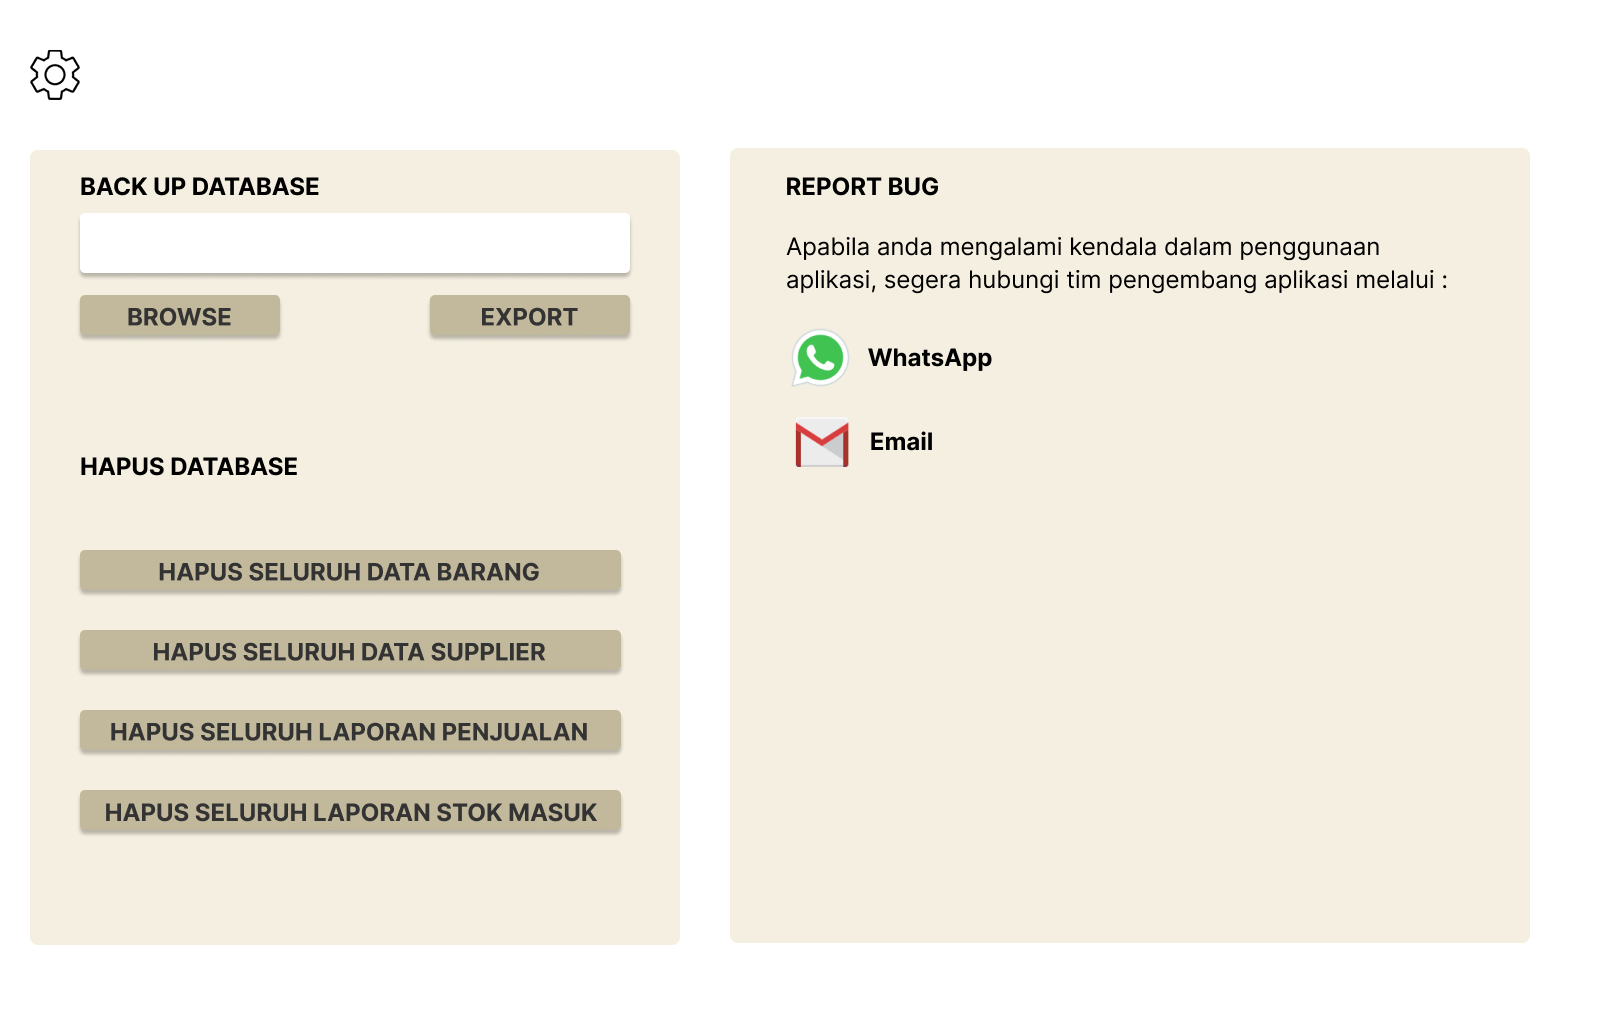 BACK UP DATABASE
BROWSE
EXPORT
HAPUS DATABASE
HAPUS SELURUH DATA BARANG
HAPUS SELURUH DATA SUPPLIER
HAPUS SELURUH LAPORAN PENJUALAN
HAPUS SELURUH LAPORAN STOK MASUK
REPORT BUG
Apabila anda mengalami kendala dalam penggunaan
aplikasi, segera hubungi tim pengembang aplikasi melalui :
WhatsApp
Email